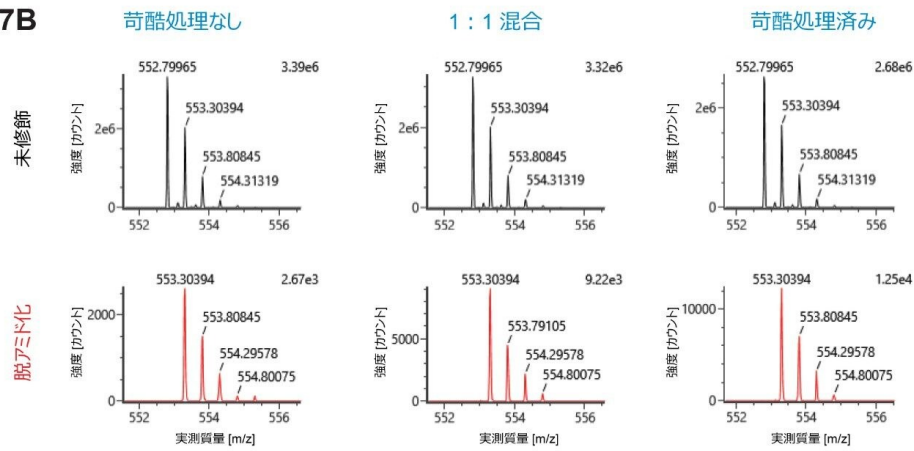 7B
苛酷処理なし
1：1 混合
苛酷処理済み
未修飾
強度 [カウント]
552.79965
3.39e6
553.30394
2e6
553.80845
554.31319
0
552
554
556
強度 [カウント]
552.79965
3.32e6
553.30394
2e6
553.80845
554.31319
0
552
554
556
強度 [カウント]
552.79965
2.68e6
2e6
553.30394
553.80845
554.31319
0
552
554
556
脱アミド化
強度 [カウント]
553.30394
2.67e3
2000
553.80845
554.29578
554.80075
0
552
554
556
実測質量 [m/z]
強度 [カウント]
553.30394
9.22e3
553.79105
5000
554.29578
554.80075
0
552
554
556
実測質量 [m/z]
強度 [カウント]
553.30394
1.25e4
10000
553.80845
554.29578
554.80075
0
552
554
556
実測質量 [m/z]